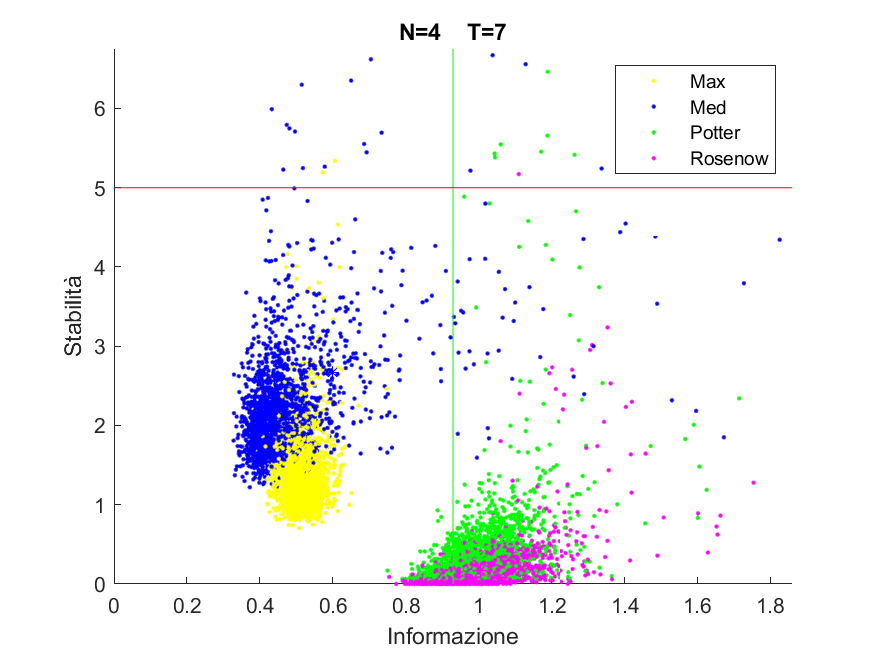 N=4 T=7
Max
Med
Potter
Rosenow
Stabilità
6
5
4
3
2
1
0
0 0.2 0.4 0.6 0.8 1 1.2 1.4 1.6 1.8
Informazione